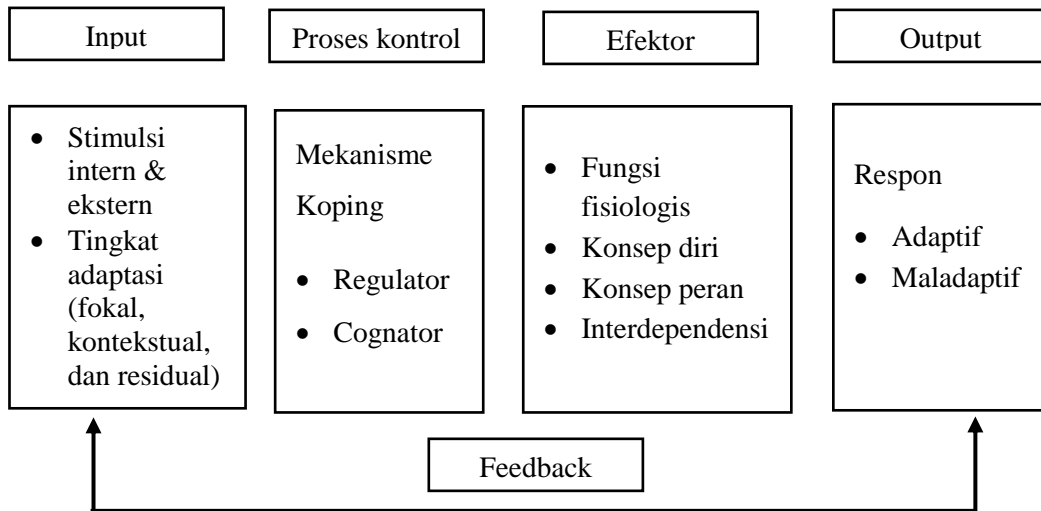 Input
Proses kontrol
Efektor
Output
• Stimulsi
intern &
ekstern
• Tingkat
adaptasi
(fokal,
kontekstual,
dan residual)
Mekanisme
Koping
• Regulator
• Cognator
• Fungsi
fisiologis
• Konsep diri
• Konsep peran
• Interdependensi
Respon
• Adaptif
• Maladaptif
Feedback